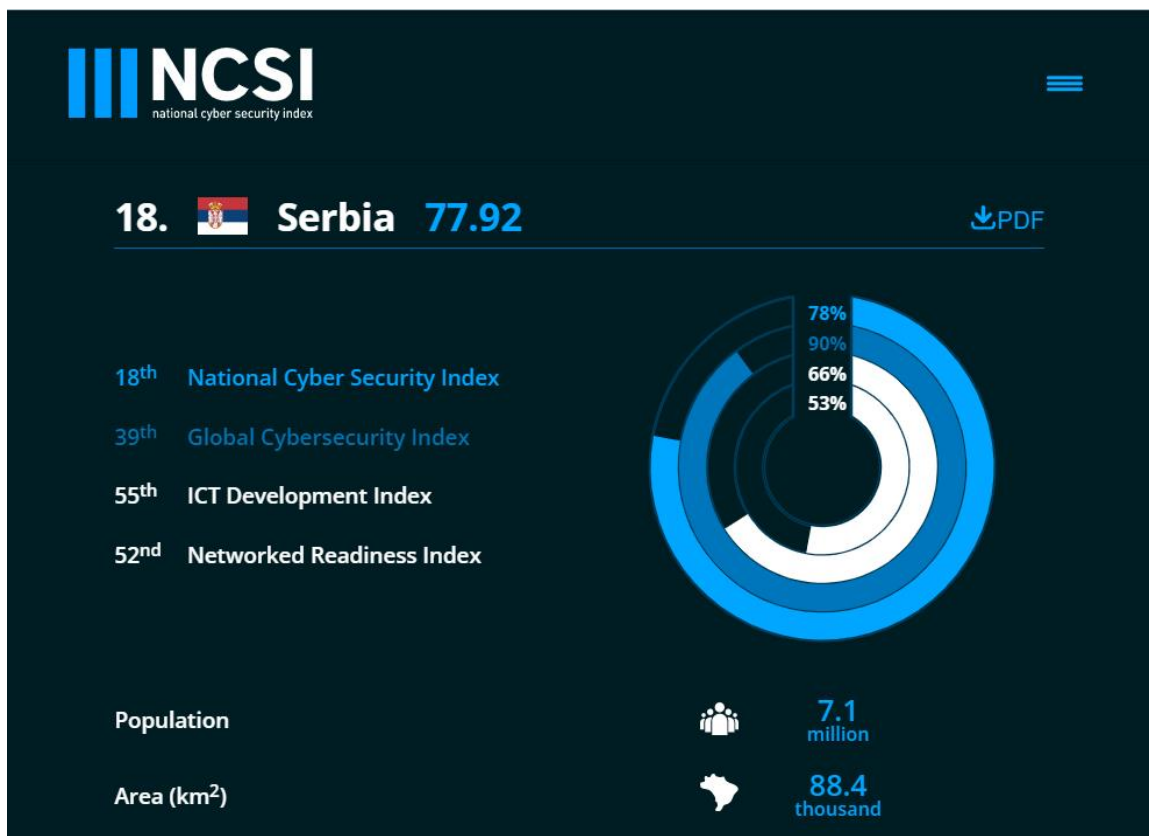 NCSI
national cyber security index
18. Serbia 77.92
PDF
78%
90%
66%
53%
18th National Cyber Security Index
39th Global Cybersecurity Index
55th ICT Development Index
52nd Networked Readiness Index
Population 7.1 million
Area (km²) 88.4 thousand